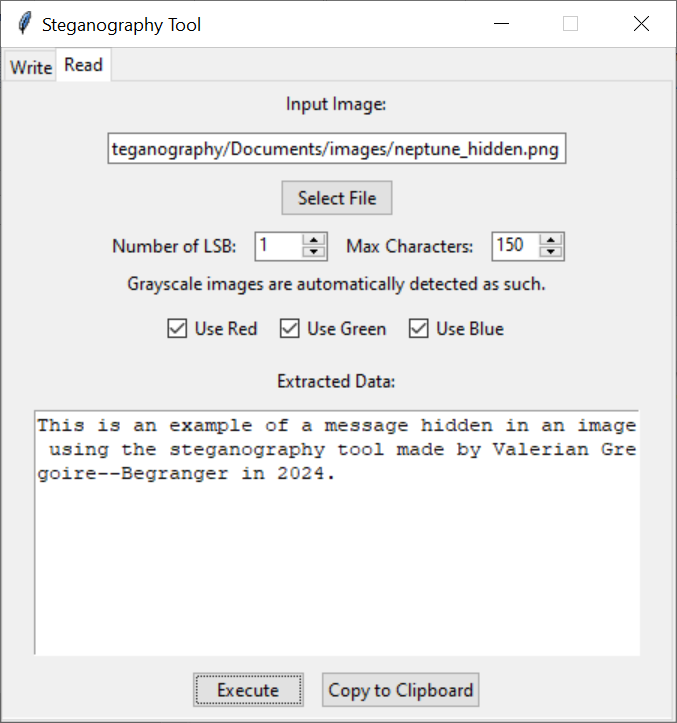 Steganography Tool
Write Read
Input Image:
teganography/Documents/images/neptune_hidden.png
Select File
Number of LSB: 1 Max Characters: 150
Grayscale images are automatically detected as such.
Use Red Use Green Use Blue
Extracted Data:
This is an example of a message hidden in an image
using the steganography tool made by Valerian Gre
goire--Begranger in 2024.
Execute Copy to Clipboard